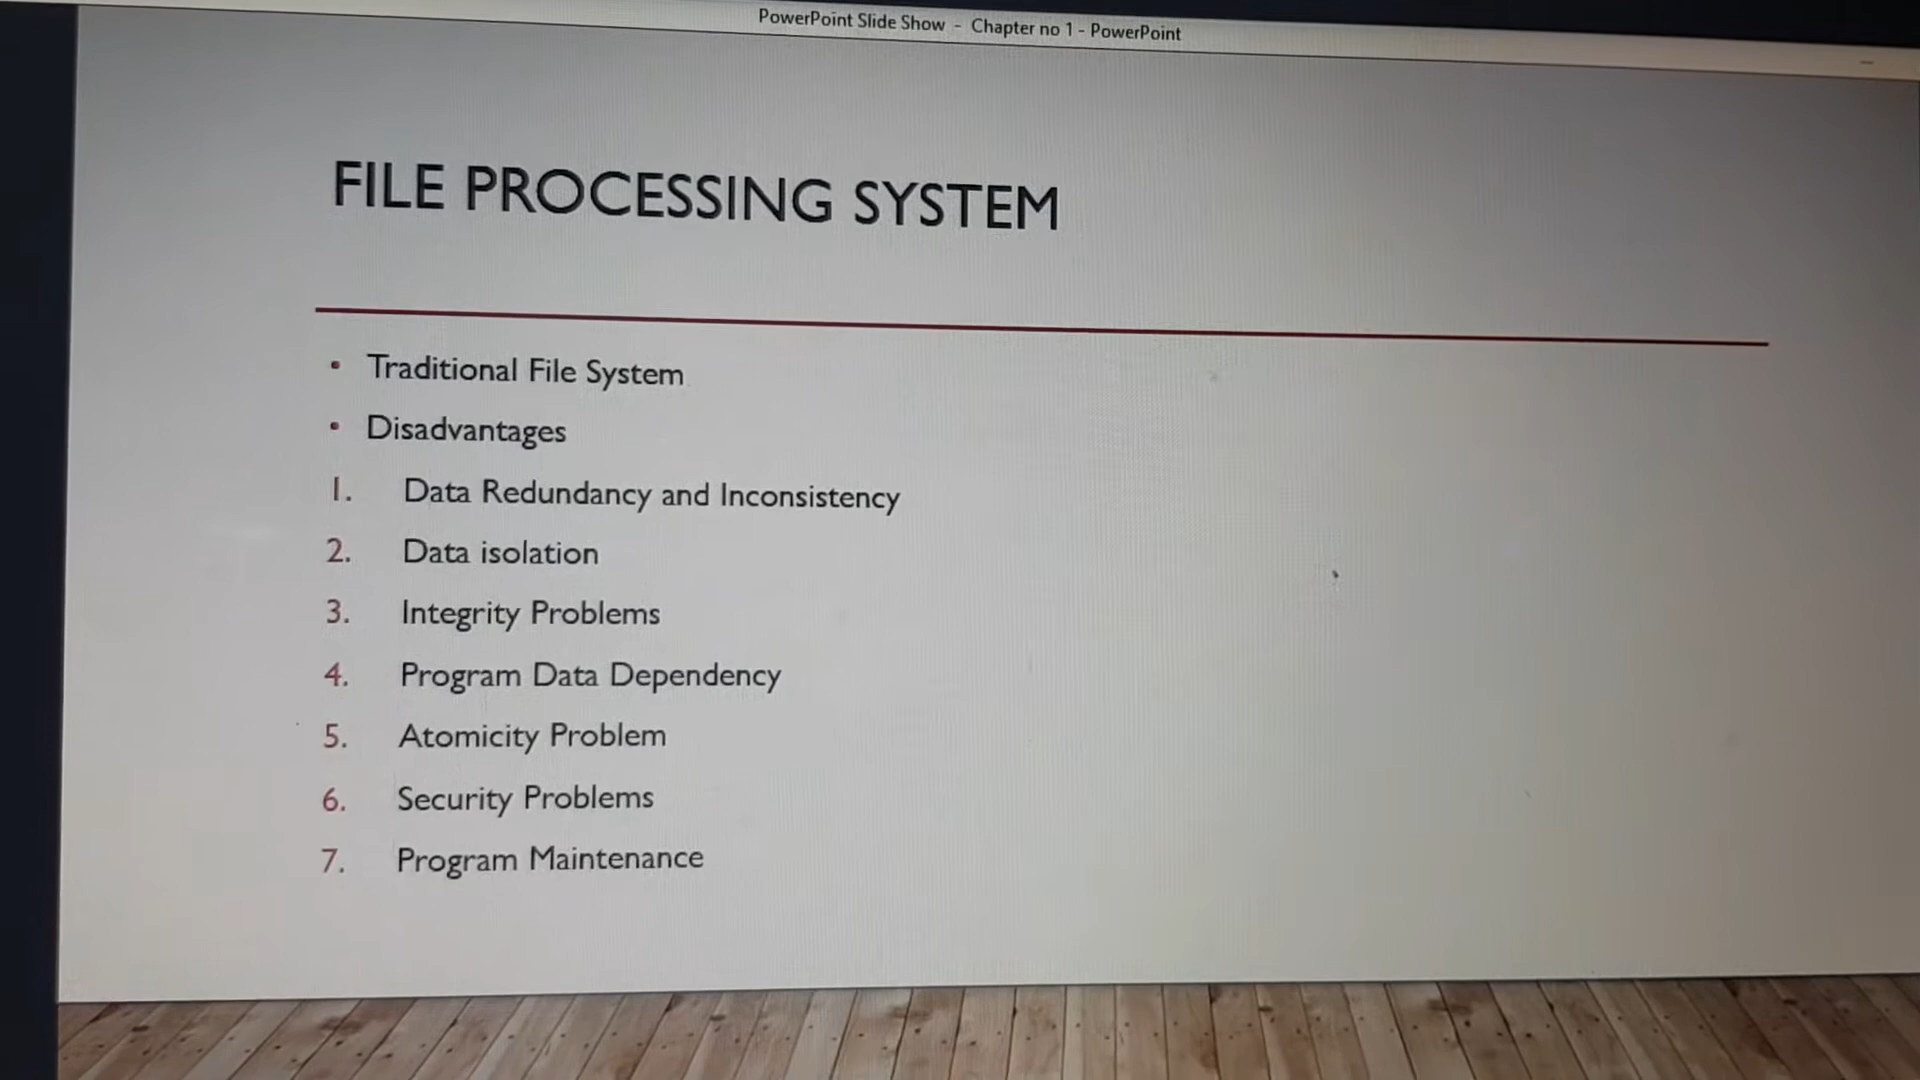 PowerPoint Slide Show - Chapter no 1 - PowerPoint
FILE PROCESSING SYSTEM
• Traditional File System
• Disadvantages
1. Data Redundancy and Inconsistency
2. Data isolation
3. Integrity Problems
4. Program Data Dependency
5. Atomicity Problem
6. Security Problems
7. Program Maintenance